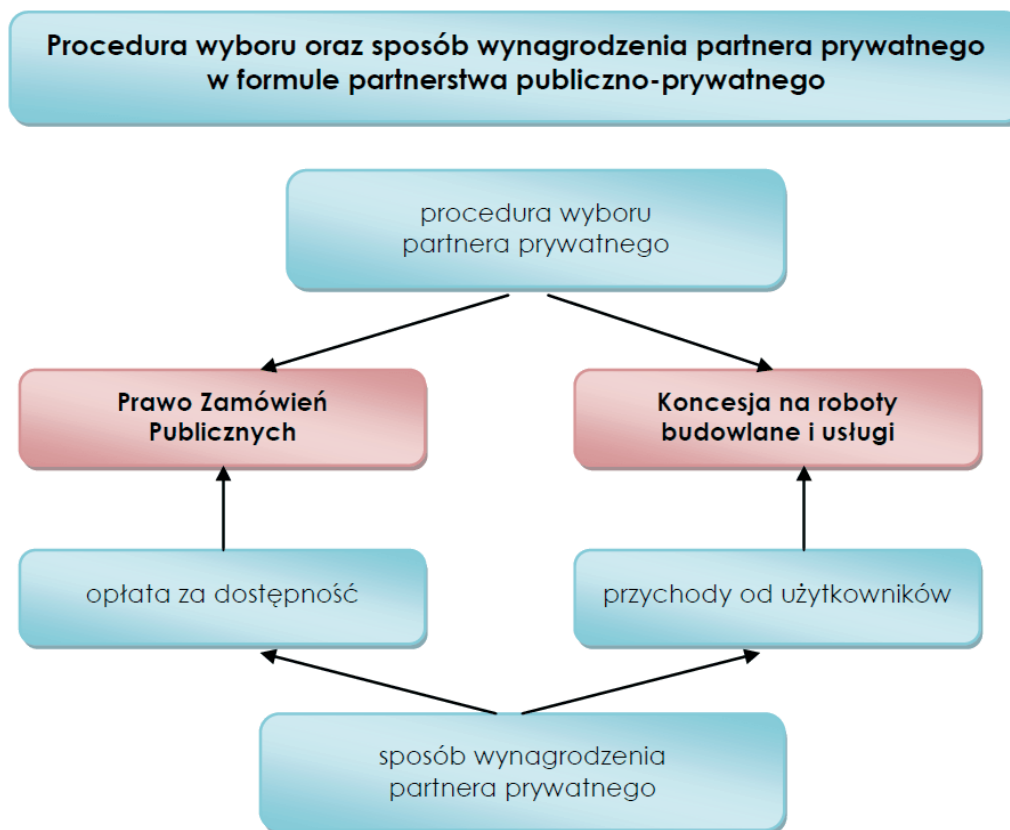 Procedura wyboru oraz sposób wynagrodzenia partnera prywatnego
w formule partnerstwa publiczno-prywatnego
procedura wyboru
partnera prywatnego
Prawo Zamówień
Publicznych
Koncesja na roboty
budowlane i usługi
opłata za dostępność
przychody od użytkowników
sposób wynagrodzenia
partnera prywatnego